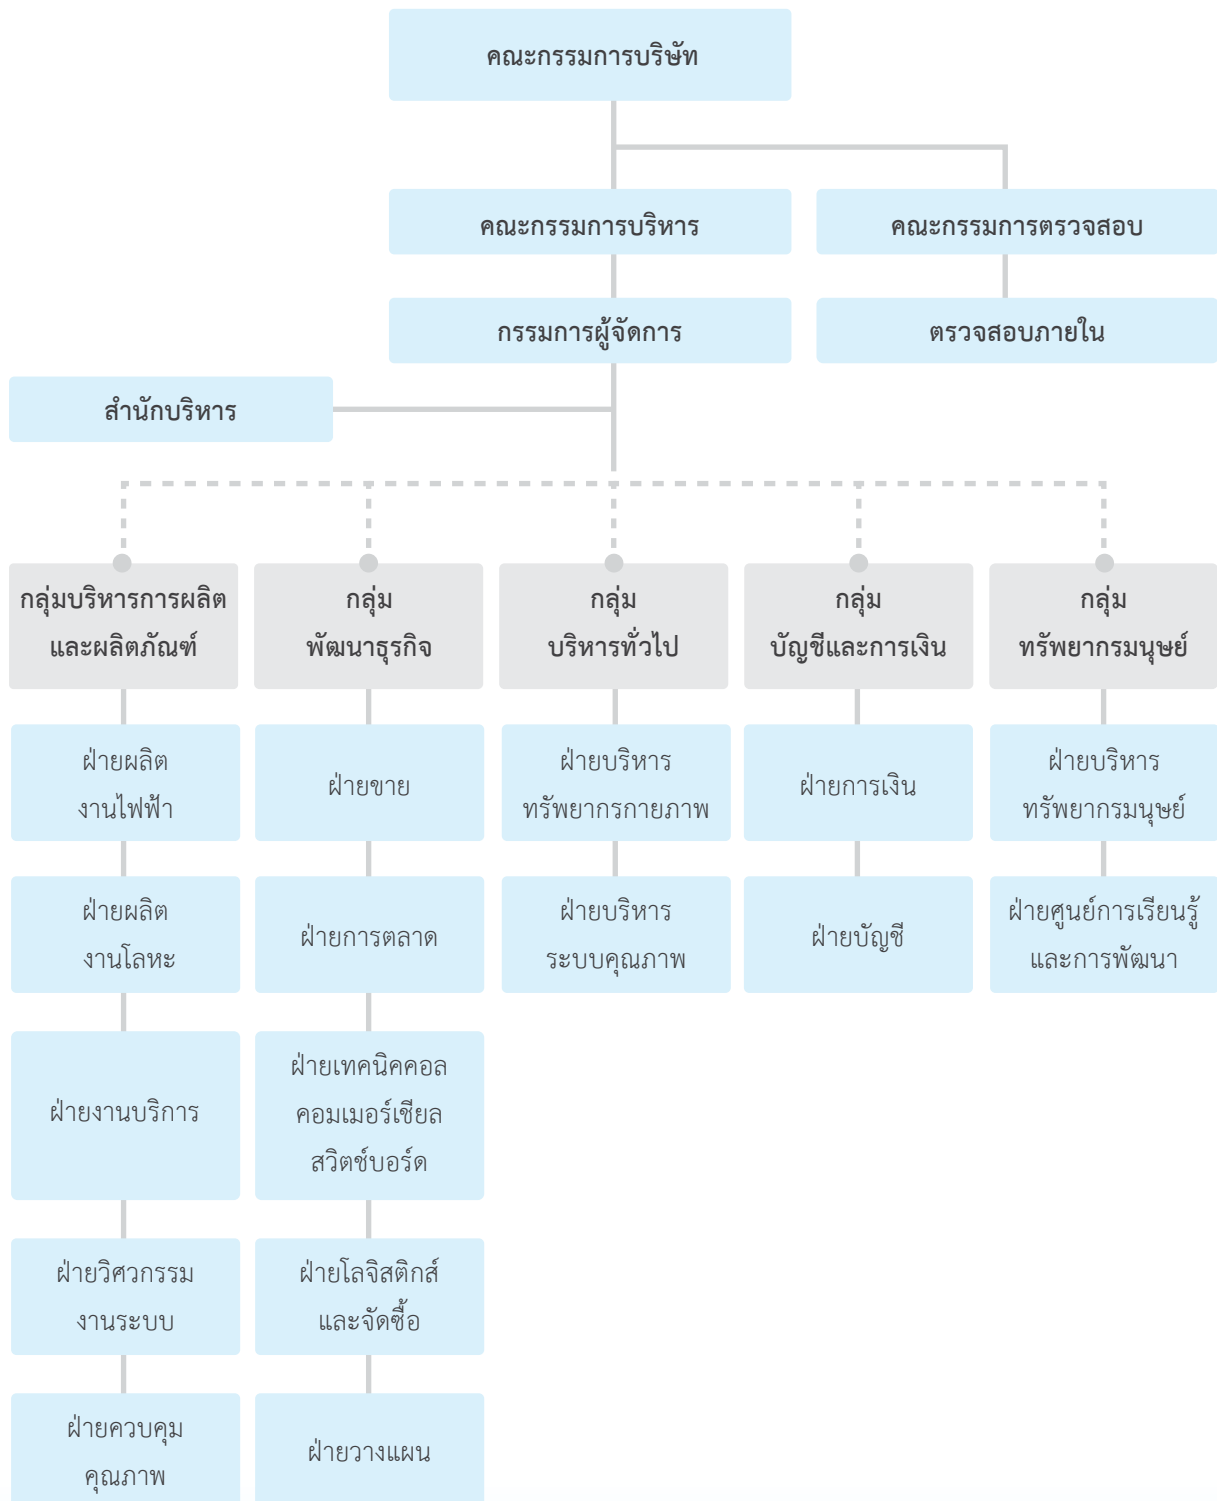 คณะกรรมการบริษัท
คณะกรรมการบริหาร
คณะกรรมการตรวจสอบ
กรรมการผู้จัดการ
ตรวจสอบภายใน
สำนักบริหาร
กลุ่มบริหารการผลิต
และผลิตภัณฑ์
กลุ่ม
พัฒนาธุรกิจ
กลุ่ม
บริหารทั่วไป
กลุ่ม
บัญชีและการเงิน
กลุ่ม
ทรัพยากรมนุษย์
ฝ่ายผลิต
งานไฟฟ้า
ฝ่ายขาย
ฝ่ายบริหาร
ทรัพยากรกายภาพ
ฝ่ายการเงิน
ฝ่ายบริหาร
ทรัพยากรมนุษย์
ฝ่ายผลิต
งานโลหะ
ฝ่ายการตลาด
ฝ่ายบริหาร
ระบบคุณภาพ
ฝ่ายบัญชี
ฝ่ายศูนย์การเรียนรู้
และการพัฒนา
ฝ่ายงานบริการ
ฝ่ายเทคนิคคอล
คอมเมอร์เชียล
สวิตช์บอร์ด
ฝ่ายวิศวกรรม
งานระบบ
ฝ่ายโลจิสติกส์
และจัดซื้อ
ฝ่ายควบคุม
คุณภาพ
ฝ่ายวางแผน